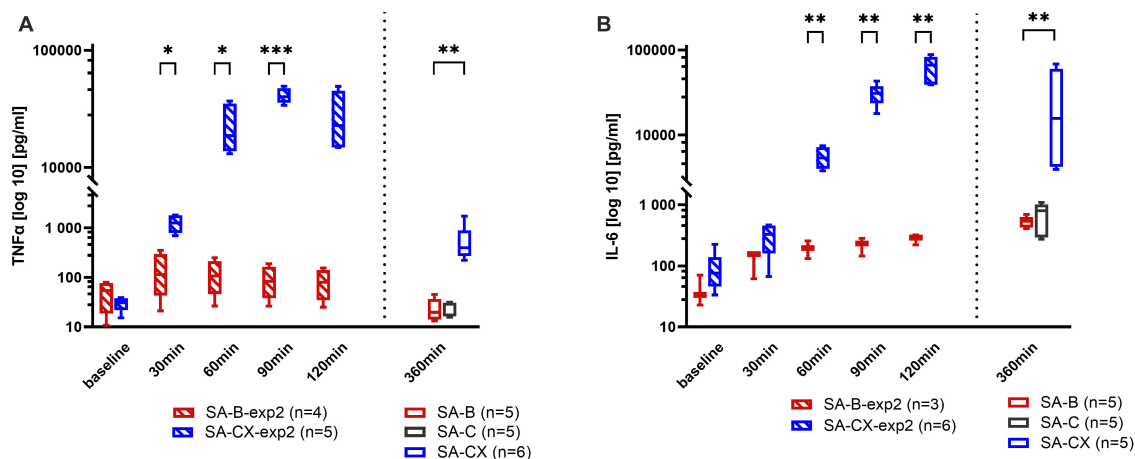 A
TNFα [log 10] [pg/ml]
100000
10000
1 000
100
10
* * *** **
baseline 30min 60min 90min 120min 360min
SA-B-exp2 (n=4)
SA-CX-exp2 (n=5)
SA-B (n=5)
SA-C (n=5)
SA-CX (n=6)
B
IL-6 [log 10] [pg/ml]
100000
10000
1 000
100
10
** ** ** **
baseline 30min 60min 90min 120min 360min
SA-B-exp2 (n=3)
SA-CX-exp2 (n=6)
SA-B (n=5)
SA-C (n=5)
SA-CX (n=5)